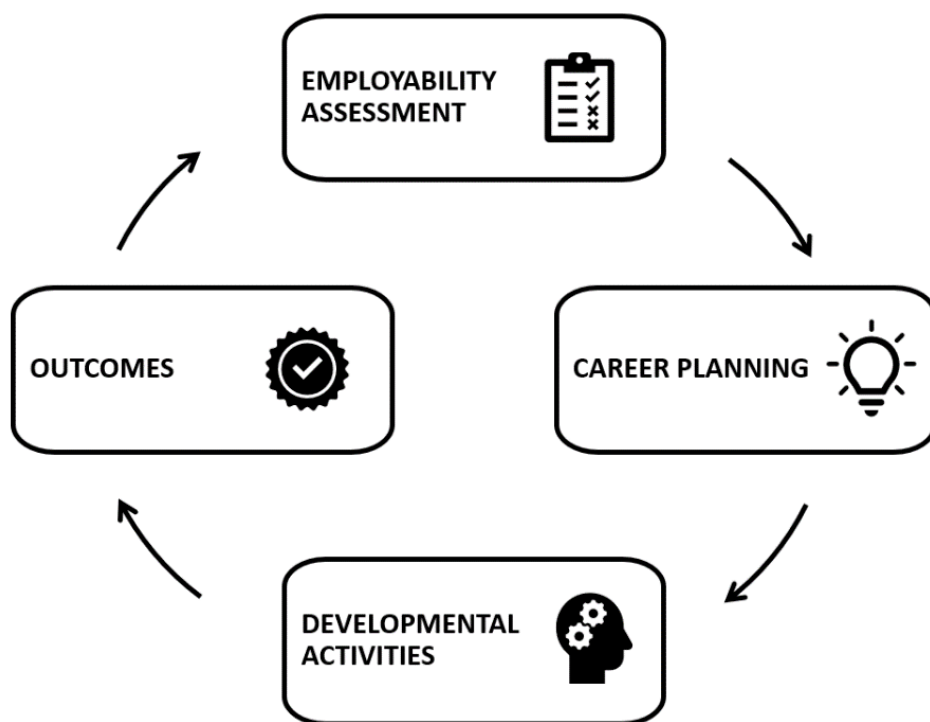 EMPLOYABILITY
ASSESSMENT
CAREER PLANNING
DEVELOPMENTAL
ACTIVITIES
OUTCOMES